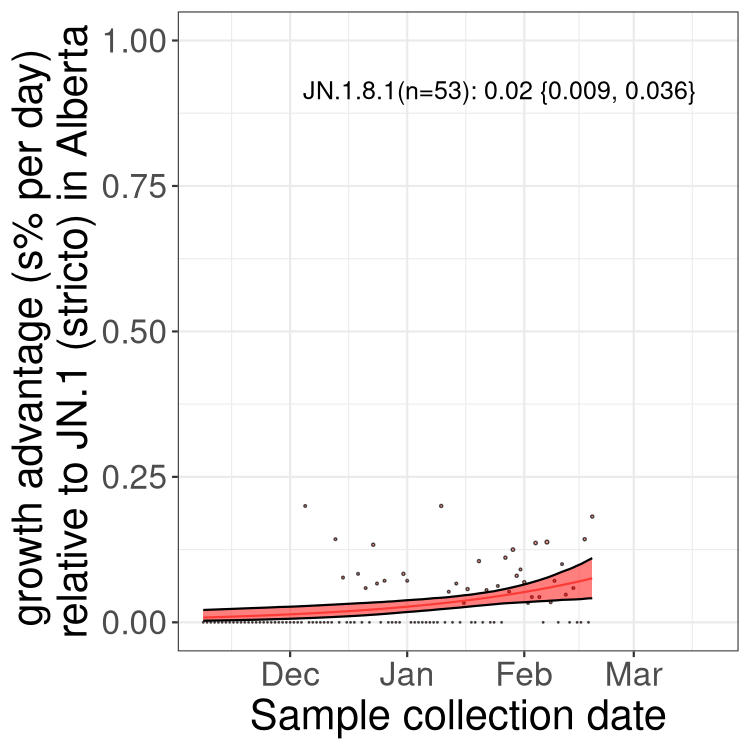 growth advantage (s% per day)
relative to JN.1 (stricto) in Alberta
1.00
0.75
0.50
0.25
0.00
JN.1.8.1(n=53): 0.02 {0.009, 0.036}
Dec Jan Feb Mar
Sample collection date